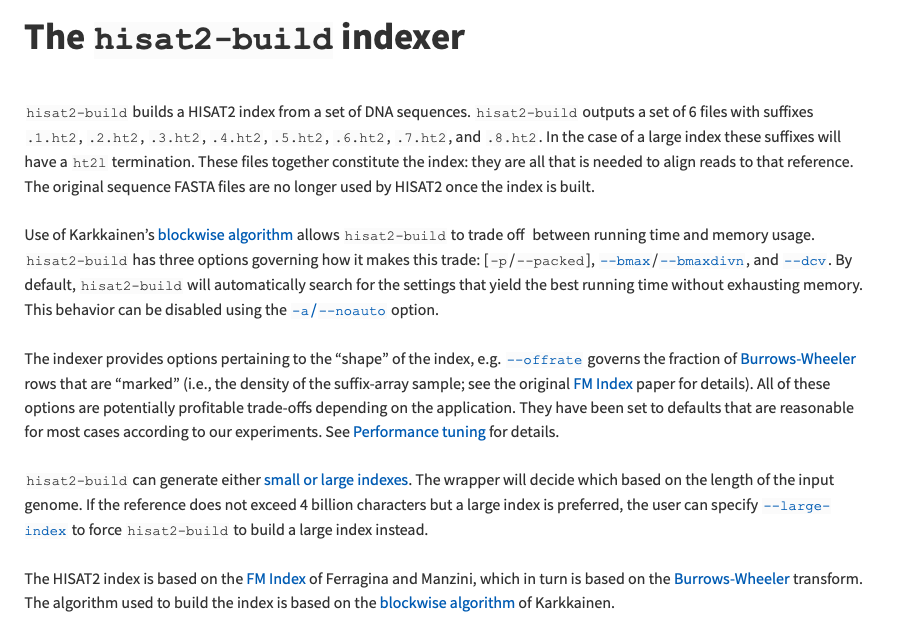 The hisat2-build indexer
hisat2-build builds a HISAT2 index from a set of DNA sequences. hisat2-build outputs a set of 6 files with suffixes
.1.ht2, .2.ht2, .3.ht2, .4.ht2, .5.ht2, .6.ht2, .7.ht2, and .8.ht2. In the case of a large index these suffixes will
have a ht2l termination. These files together constitute the index: they are all that is needed to align reads to that reference.
The original sequence FASTA files are no longer used by HISAT2 once the index is built.
Use of Karkkainen’s blockwise algorithm allows hisat2-build to trade off between running time and memory usage.
hisat2-build has three options governing how it makes this trade: [-p/--packed], --bmax/--bmaxdivn, and --dcv. By
default, hisat2-build will automatically search for the settings that yield the best running time without exhausting memory.
This behavior can be disabled using the -a/--noauto option.
The indexer provides options pertaining to the “shape” of the index, e.g. --offrate governs the fraction of Burrows-Wheeler
rows that are “marked” (i.e., the density of the suffix-array sample; see the original FM Index paper for details). All of these
options are potentially profitable trade-offs depending on the application. They have been set to defaults that are reasonable
for most cases according to our experiments. See Performance tuning for details.
hisat2-build can generate either small or large indexes. The wrapper will decide which based on the length of the input
genome. If the reference does not exceed 4 billion characters but a large index is preferred, the user can specify --large-
index to force hisat2-build to build a large index instead.
The HISAT2 index is based on the FM Index of Ferragina and Manzini, which in turn is based on the Burrows-Wheeler transform.
The algorithm used to build the index is based on the blockwise algorithm of Karkkainen.